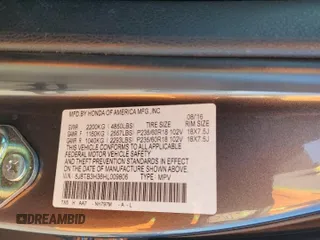 MFD.BY HONDA OF AMERICA MFG.,INC 08/16
GVWR 2200KG( 4850LBS) TIRE SIZE RIM SIZE
GAWR F 1160KG( 2557LBS) P235/60R18 102V 18X7.5J
GAWR R 1040KG( 2293LBS) P235/60R18 102V 18X7.5J
THIS VEHICLE CONFORMS TO ALL APPLICABLE
FEDERAL MOTOR VEHICLE SAFETY, BUMPER,
AND THEFT PREVENTION STANDARDS IN EFFECT
ON THE DATE OF MANUFACTURE SHOWN ABOVE.
V.I.N.: TYPE: MPV
- A - L
DREAMBID